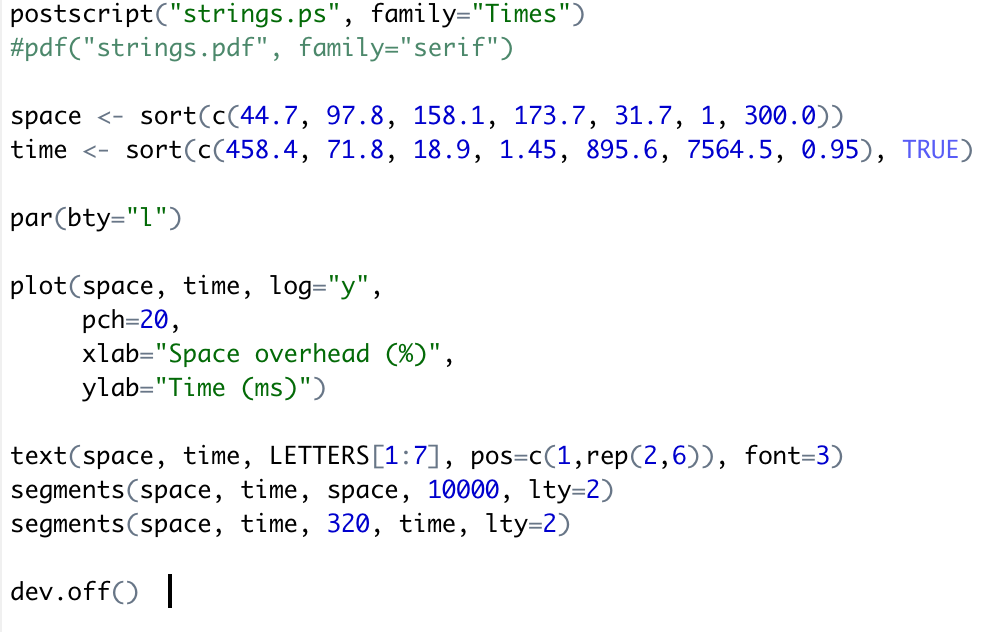 postscript("strings.ps", family="Times")
#pdf("strings.pdf", family="serif")
space <- sort(c(44.7, 97.8, 158.1, 173.7, 31.7, 1, 300.0))
time <- sort(c(458.4, 71.8, 18.9, 1.45, 895.6, 7564.5, 0.95), TRUE)
par(bty="l")
plot(space, time, log="y",
     pch=20,
     xlab="Space overhead (%)",
     ylab="Time (ms)")
text(space, time, LETTERS[1:7], pos=c(1,rep(2,6)), font=3)
segments(space, time, space, 10000, lty=2)
segments(space, time, 320, time, lty=2)
dev.off()